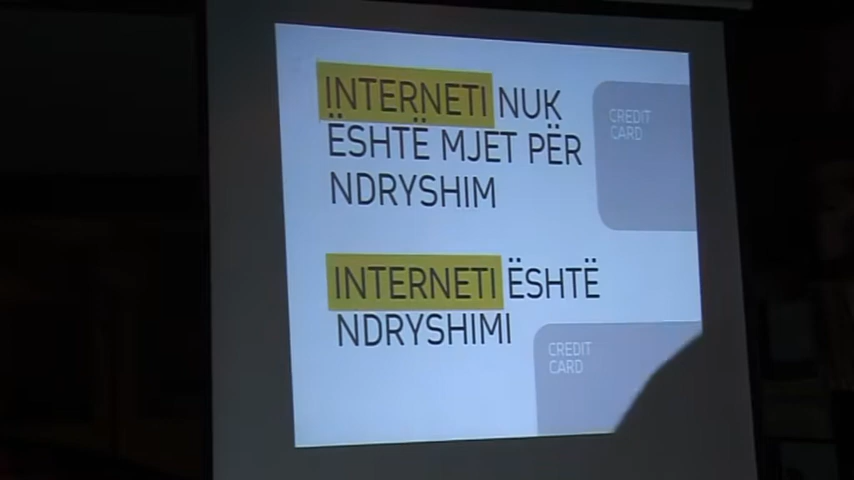 INTERNETI NUK
ËSHTË MJET PËR
NDRYSHIM
CREDIT
CARD
INTERNETI ËSHTË
NDRYSHIMI
CREDIT
CARD